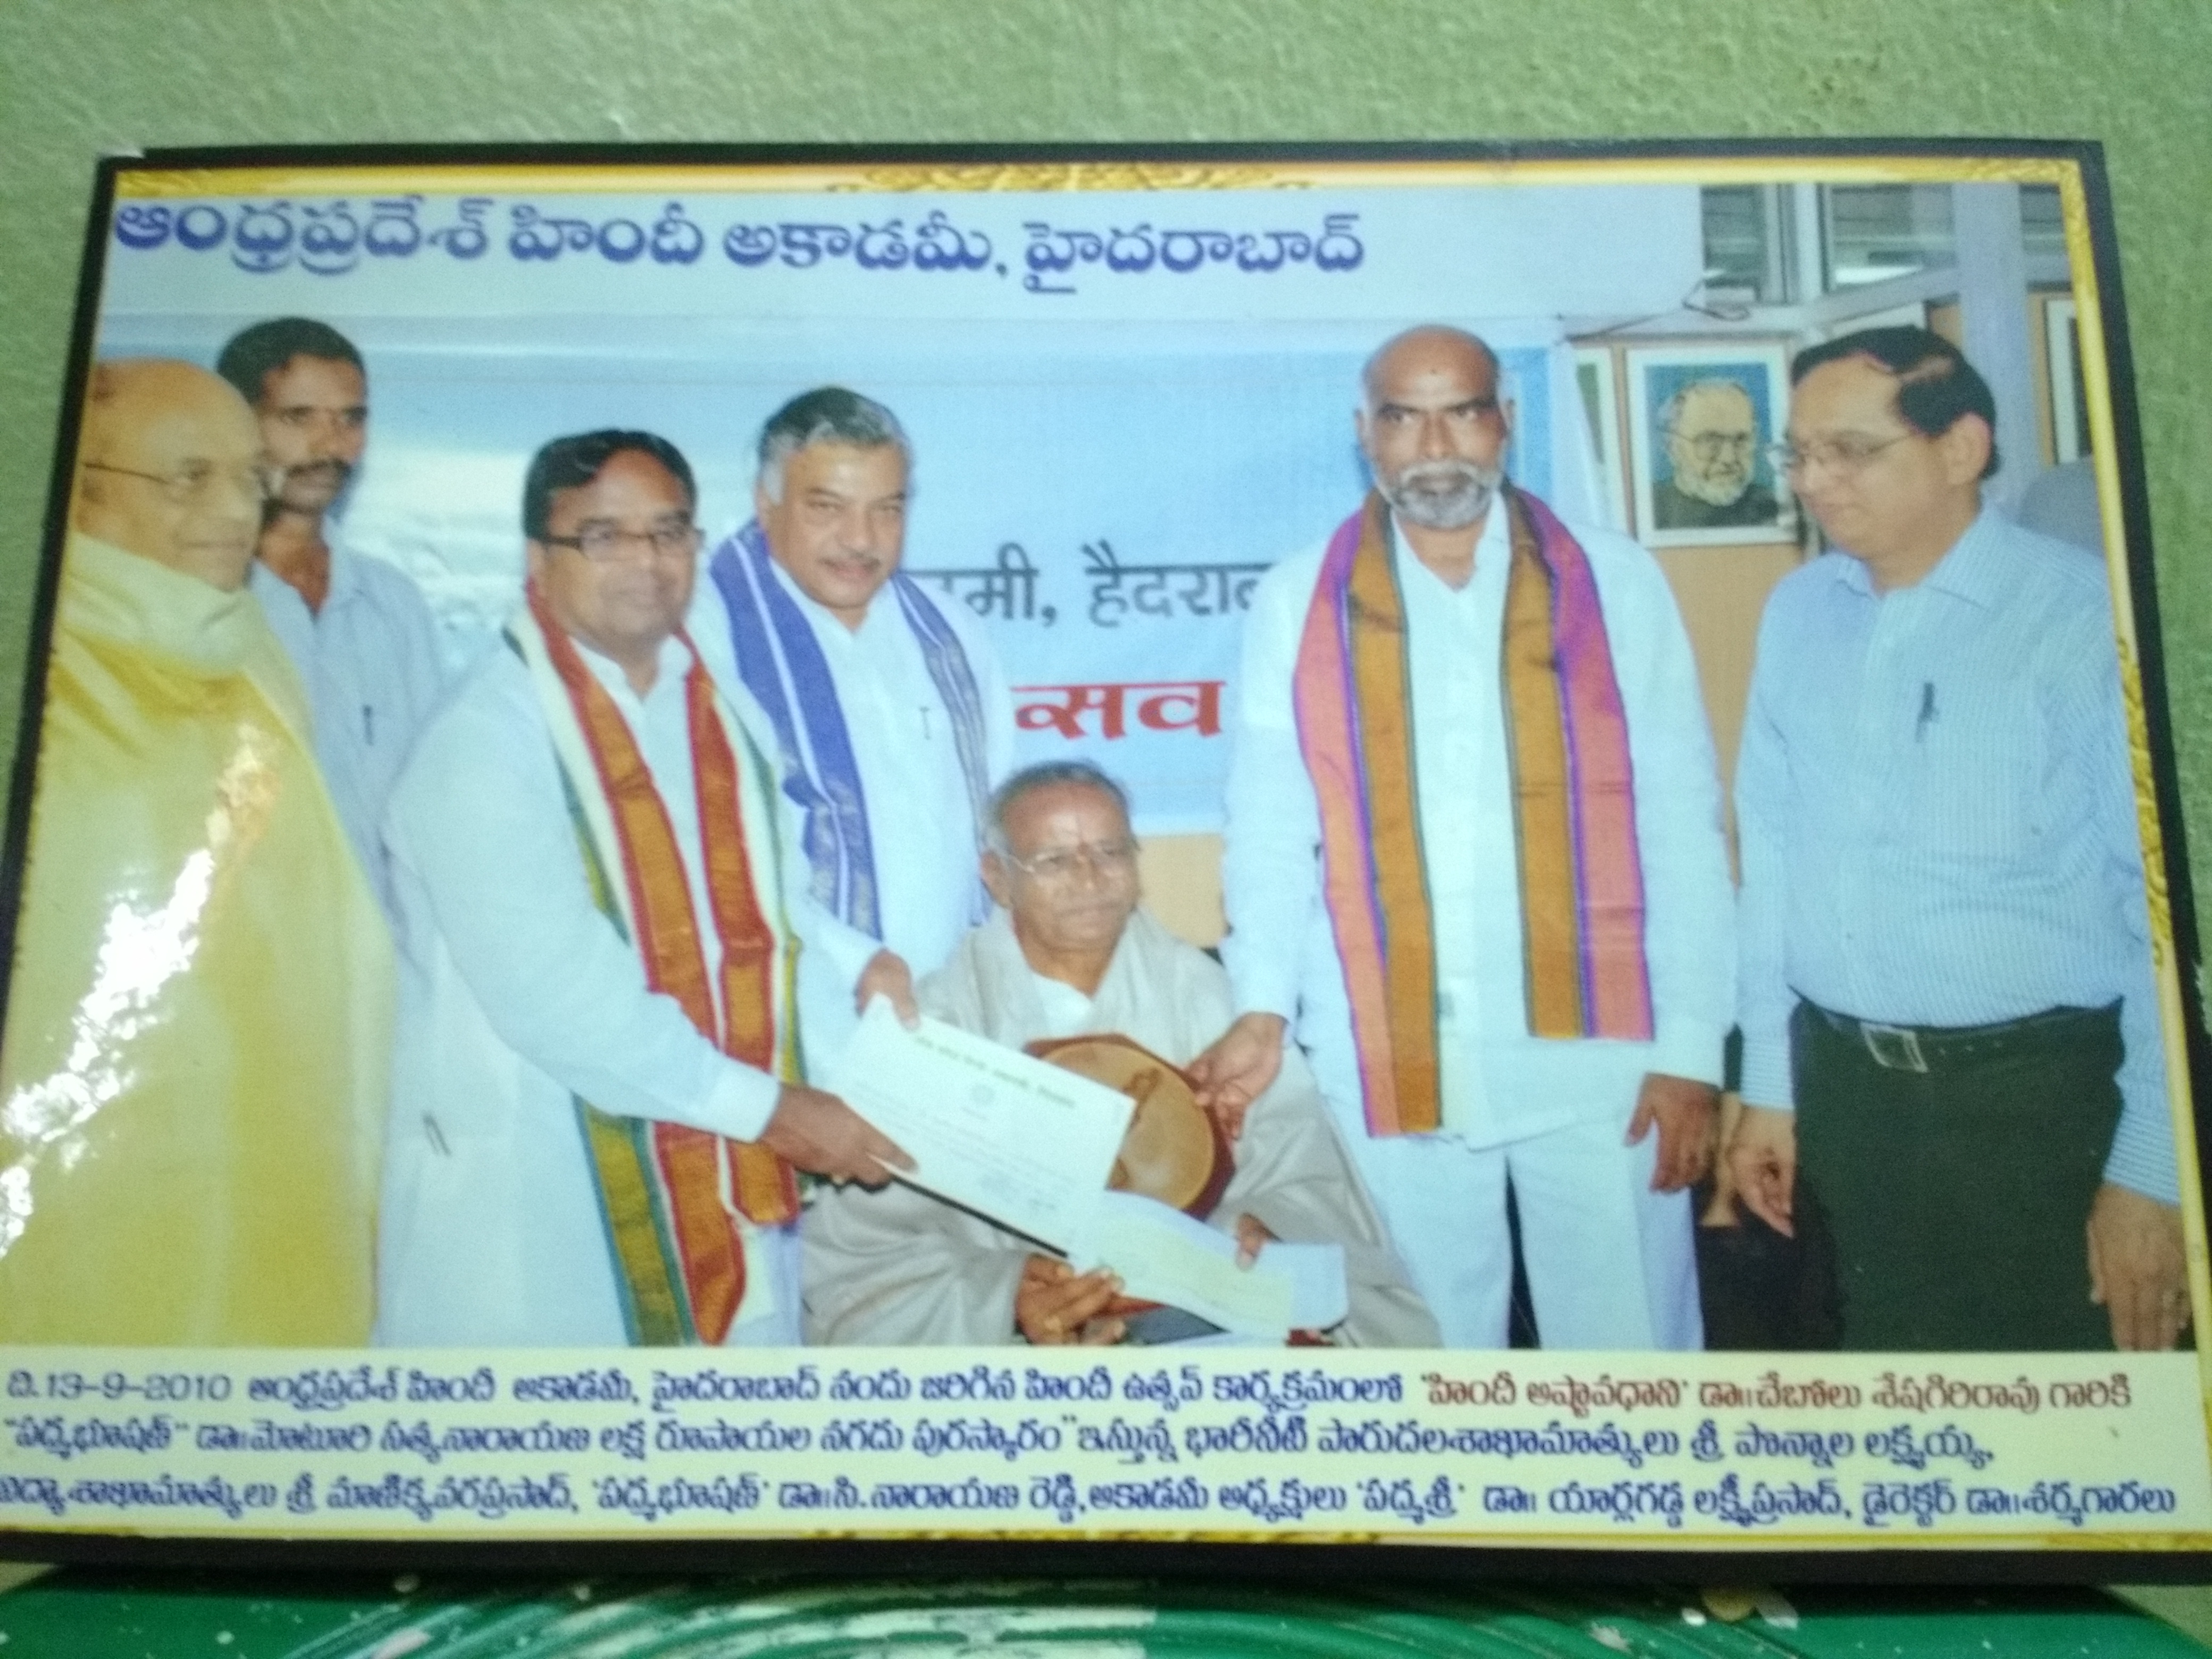 ఆంధ్రప్రదేశ్ హిందీ అకాడమీ, హైదరాబాద్
मी, हैदरा
त्सव
ది.13-9-2010 ఆంధ్రప్రదేశ్ హిందీ అకాడమీ, హైదరాబాద్ నందు జరిగిన హిందీ ఉత్సవ్ కార్యక్రమంలో 'హిందీ అష్టావధాని' డా॥చేబోలు శేషగిరిరావు గారికి
"పద్మభూషణ్" డా॥మోటూరి సత్యనారాయణ లక్ష రూపాయల నగదు పురస్కారం" ఇస్తున్న భారీనీటి పారుదలశాఖామాత్యులు శ్రీ పొన్నాల లక్ష్మయ్య,
విద్యాశాఖామాత్యులు శ్రీ మాణిక్యవరప్రసాద్, 'పద్మభూషణ్' డా॥సి.నారాయణ రెడ్డి,అకాడమీ అధ్యక్షులు 'పద్మశ్రీ' డా॥ యార్లగడ్డ లక్ష్మీప్రసాద్, డైరెక్టర్ డా॥శర్మగారలు